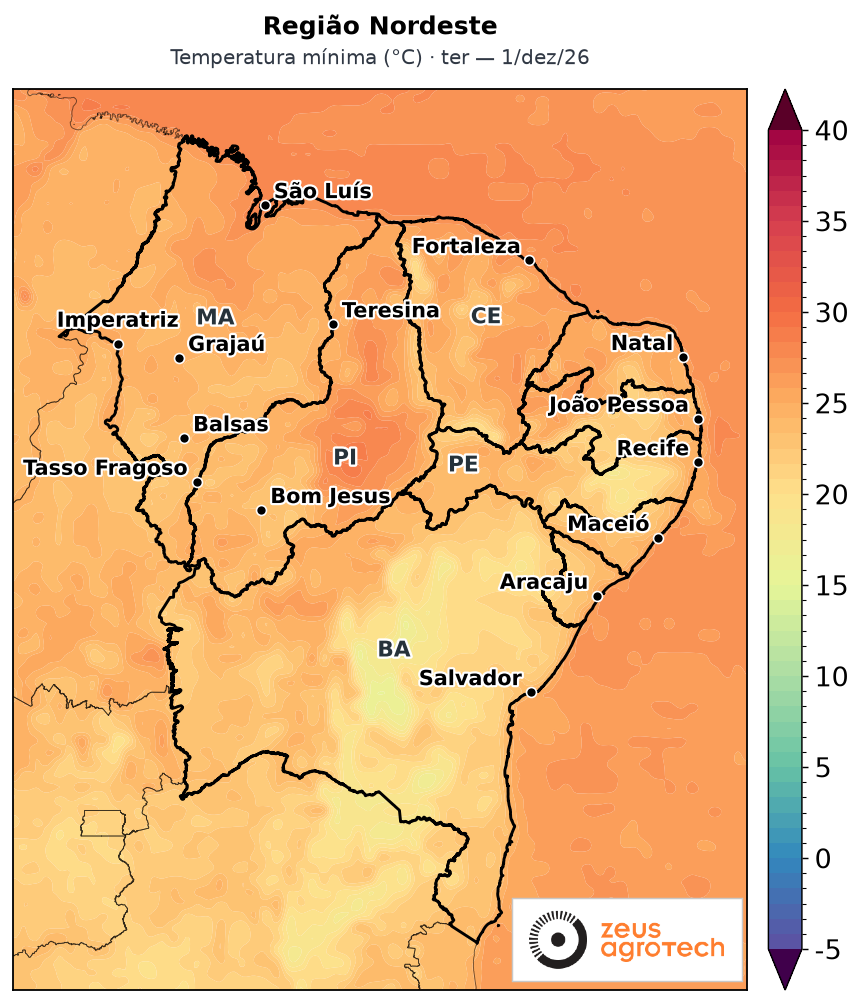 Região Nordeste
Temperatura mínima (°C) · ter — 1/dez/26
São Luís
Fortaleza
Imperatriz
MA
Teresina
CE
Grajaú
Natal
João Pessoa
Balsas
Recife
Tasso Fragoso
PI
PE
Bom Jesus
Maceió
Aracaju
BA
Salvador
40
35
30
25
20
15
10
5
0
-5
zeus
agrotech